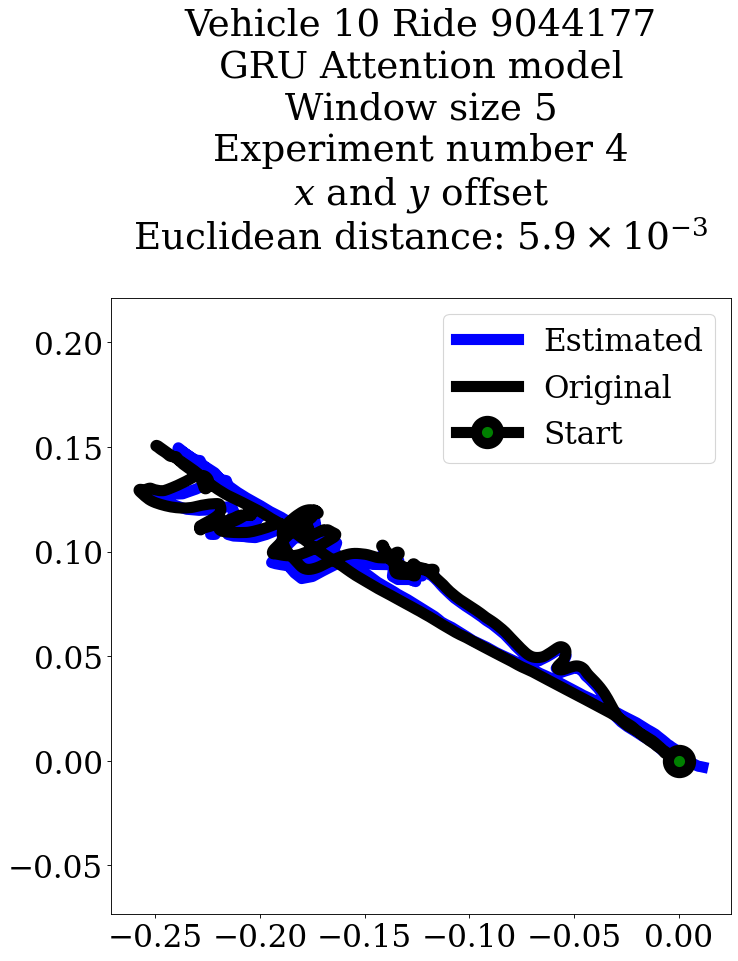 Vehicle 10 Ride 9044177
GRU Attention model
Window size 5
Experiment number 4
x and y offset
Euclidean distance: 5.9 × 10⁻³
Estimated
Original
Start
0.20
0.15
0.10
0.05
0.00
−0.05
−0.25 −0.20 −0.15 −0.10 −0.05 0.00